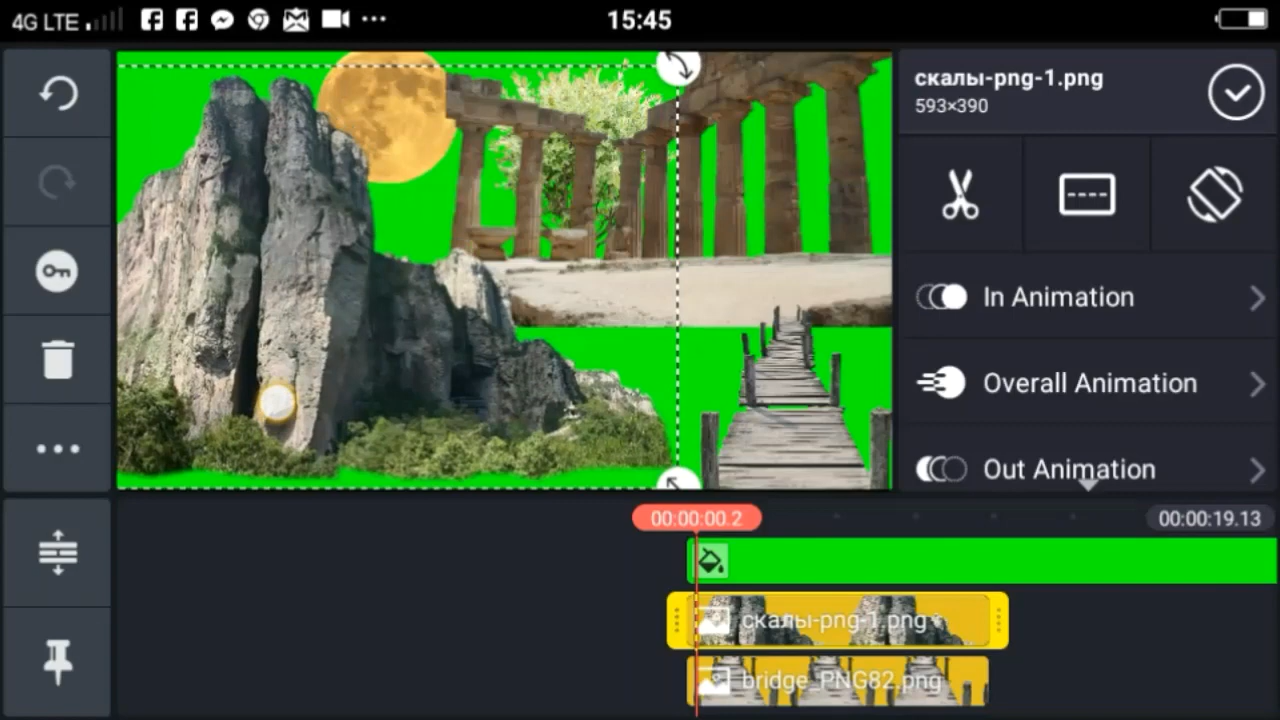 4G LTE
15:45
скалы-png-1.png
593×390
In Animation
Overall Animation
Out Animation
00:00:00.2
00:00:19.13
скалы-png-1.png
bridge_PNG82.png